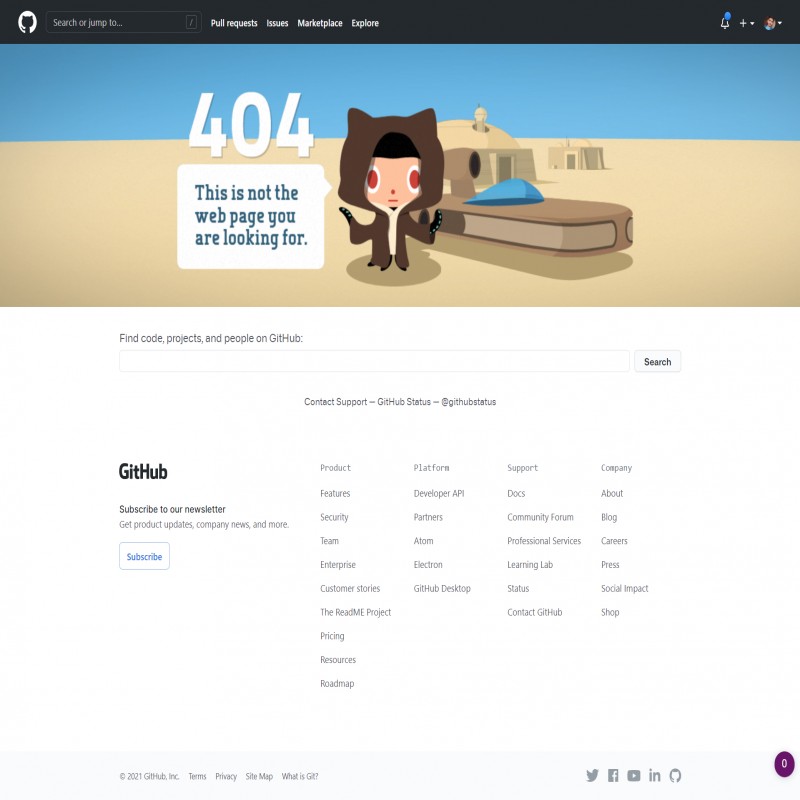 Search or jump to... /
Pull requests Issues Marketplace Explore
404
This is not the
web page you
are looking for.
Find code, projects, and people on GitHub:
Search
Contact Support — GitHub Status — @githubstatus
GitHub
Subscribe to our newsletter
Get product updates, company news, and more.
Subscribe
Product
Features
Security
Team
Enterprise
Customer stories
The ReadME Project
Pricing
Resources
Roadmap
Platform
Developer API
Partners
Atom
Electron
GitHub Desktop
Support
Docs
Community Forum
Professional Services
Learning Lab
Status
Contact GitHub
Company
About
Blog
Careers
Press
Social Impact
Shop
© 2021 GitHub, Inc. Terms Privacy Site Map What is Git?
0